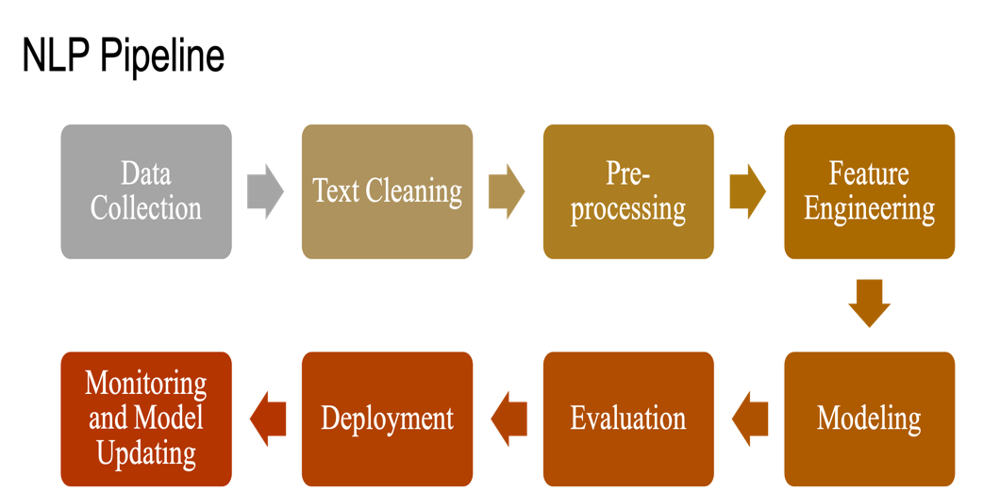 NLP Pipeline
Data
Collection
Text Cleaning
Pre-
processing
Feature
Engineering
Modeling
Evaluation
Deployment
Monitoring
and Model
Updating